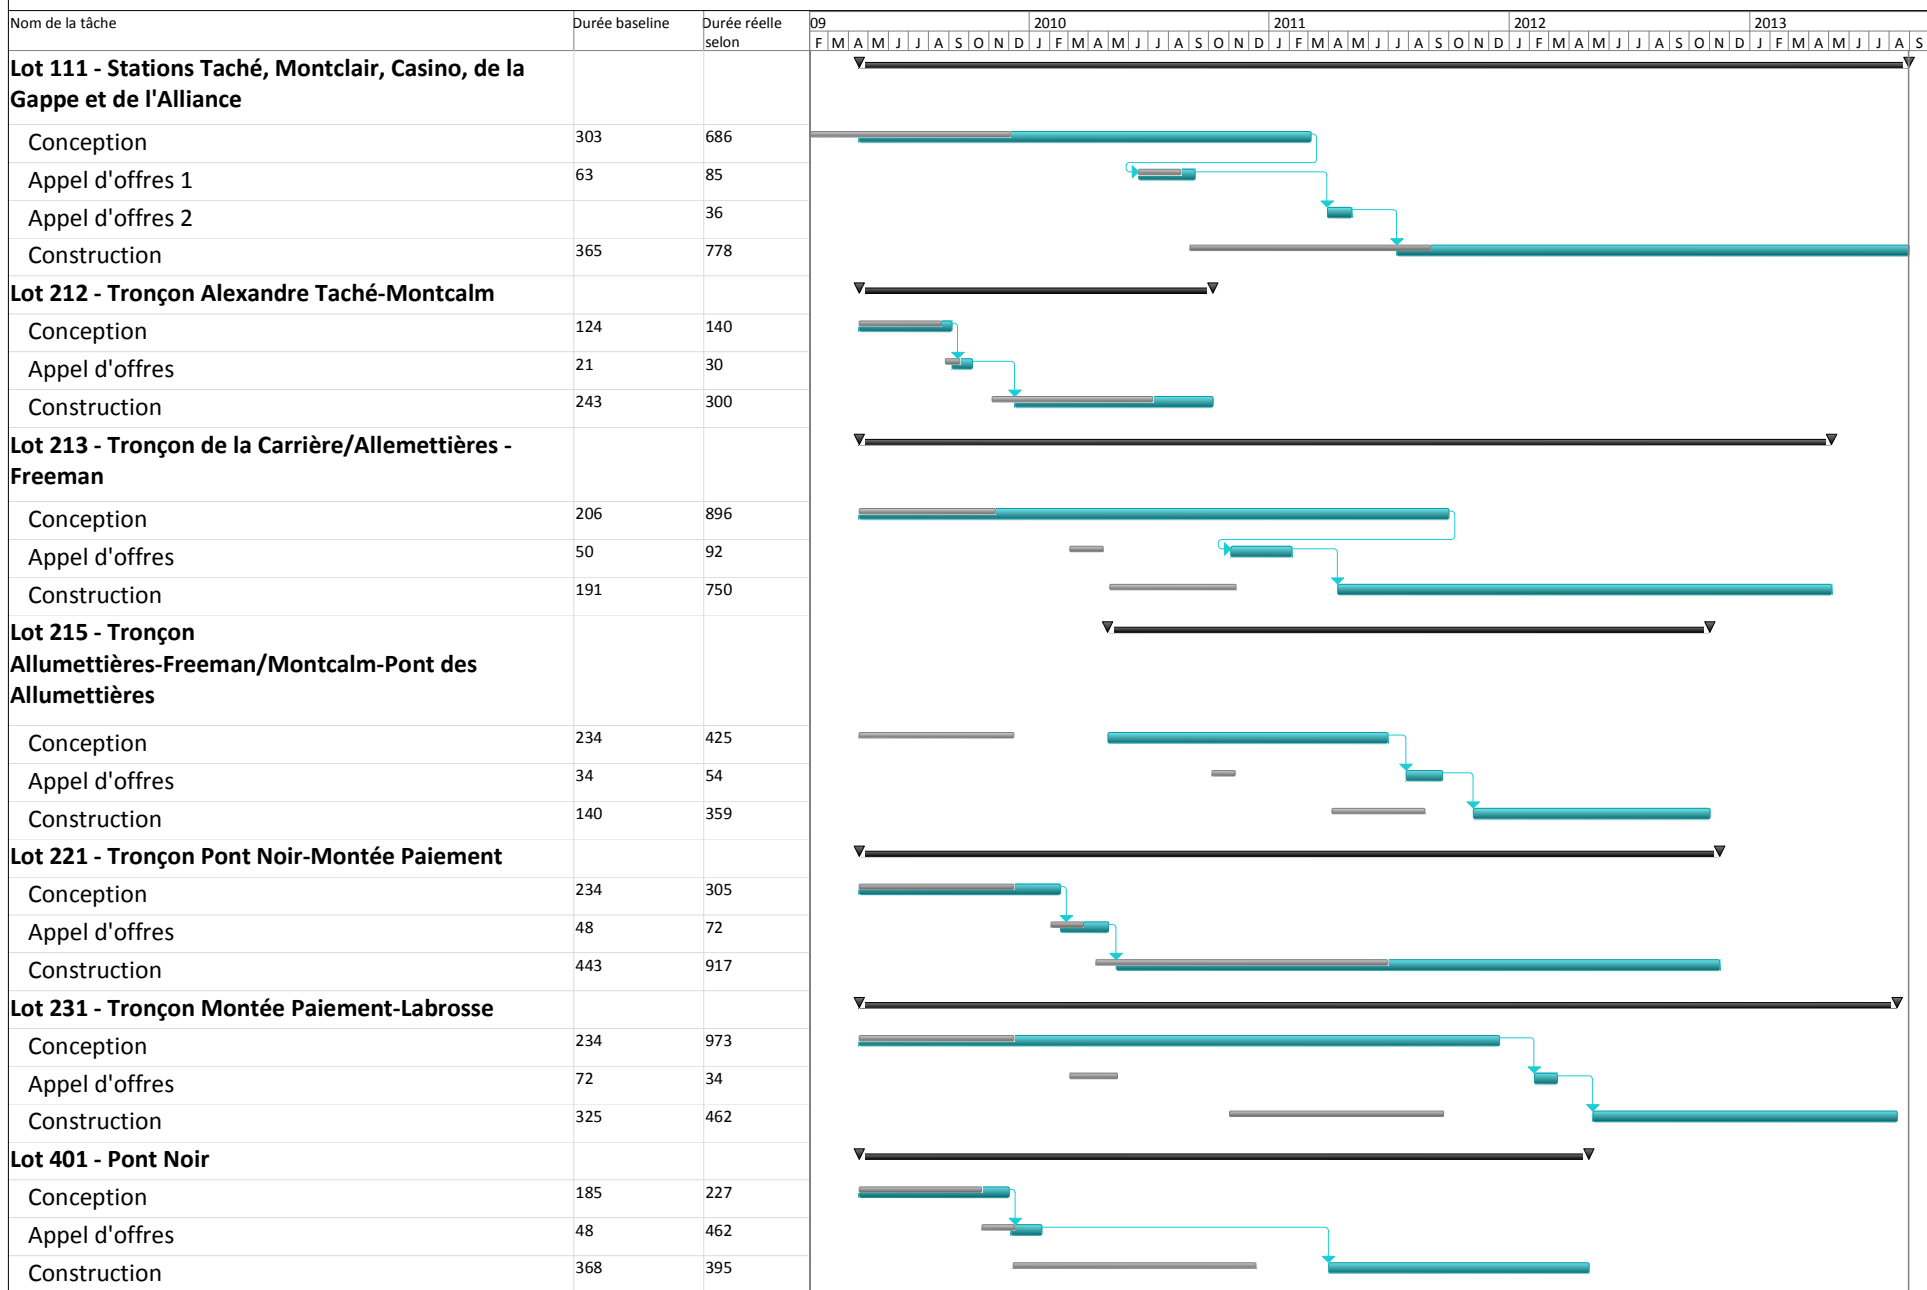 Nom de la tâche Durée baseline Durée réelle selon 09 2010 2011 2012 2013
F M A M J J A S O N D J F M A M J J A S O N D J F M A M J J A S O N D J F M A M J J A S O N D J F M A M J J A S
Lot 111 - Stations Taché, Montclair, Casino, de la
Gappe et de l'Alliance
Conception 303 686
Appel d'offres 1 63 85
Appel d'offres 2 36
Construction 365 778
Lot 212 - Tronçon Alexandre Taché-Montcalm
Conception 124 140
Appel d'offres 21 30
Construction 243 300
Lot 213 - Tronçon de la Carrière/Allemettières -
Freeman
Conception 206 896
Appel d'offres 50 92
Construction 191 750
Lot 215 - Tronçon
Allumettières-Freeman/Montcalm-Pont des
Allumettières
Conception 234 425
Appel d'offres 34 54
Construction 140 359
Lot 221 - Tronçon Pont Noir-Montée Paiement
Conception 234 305
Appel d'offres 48 72
Construction 443 917
Lot 231 - Tronçon Montée Paiement-Labrosse
Conception 234 973
Appel d'offres 72 34
Construction 325 462
Lot 401 - Pont Noir
Conception 185 227
Appel d'offres 48 462
Construction 368 395